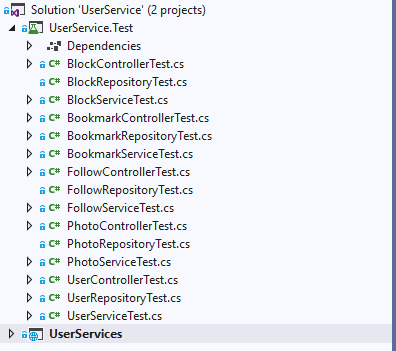 Solution 'UserService' (2 projects)
UserService.Test
Dependencies
C# BlockControllerTest.cs
C# BlockRepositoryTest.cs
C# BlockServiceTest.cs
C# BookmarkControllerTest.cs
C# BookmarkRepositoryTest.cs
C# BookmarkServiceTest.cs
C# FollowControllerTest.cs
C# FollowRepositoryTest.cs
C# FollowServiceTest.cs
C# PhotoControllerTest.cs
C# PhotoRepositoryTest.cs
C# PhotoServiceTest.cs
C# UserControllerTest.cs
C# UserRepositoryTest.cs
C# UserServiceTest.cs
UserServices